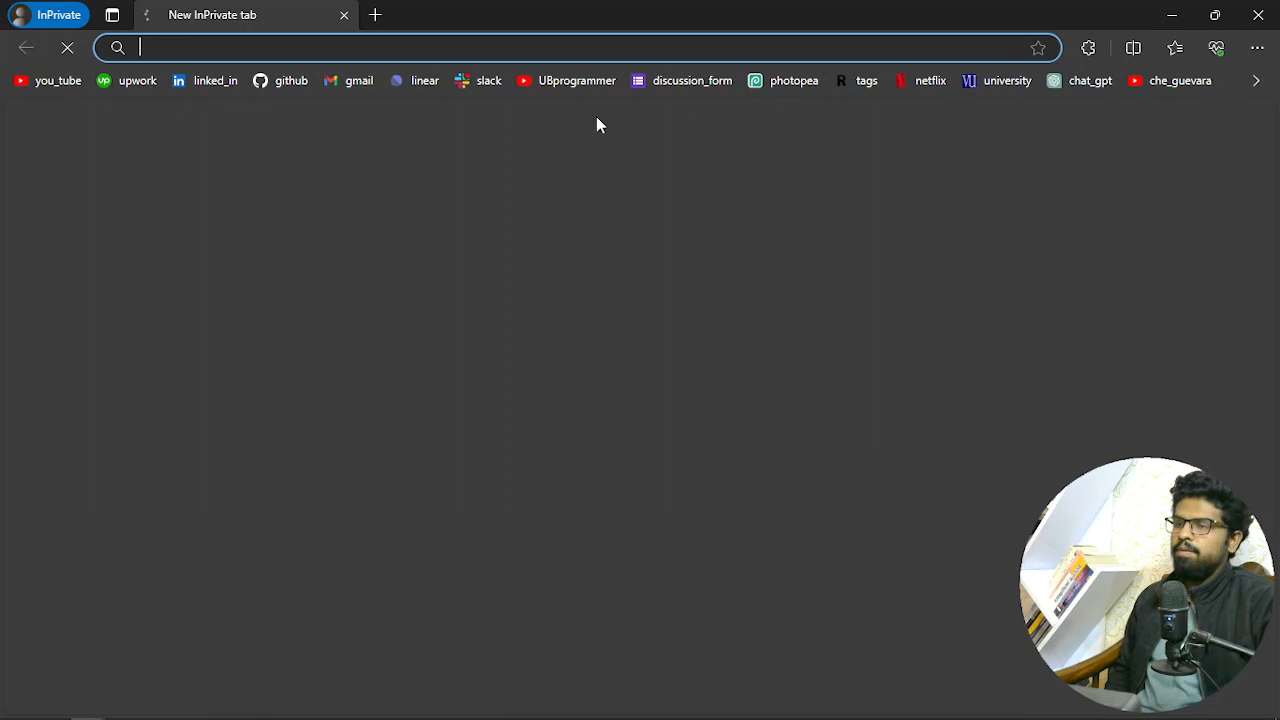 InPrivate New InPrivate tab
you_tube upwork linked_in github gmail linear slack UBprogrammer discussion_form photopea tags netflix university chat_gpt che_guevara